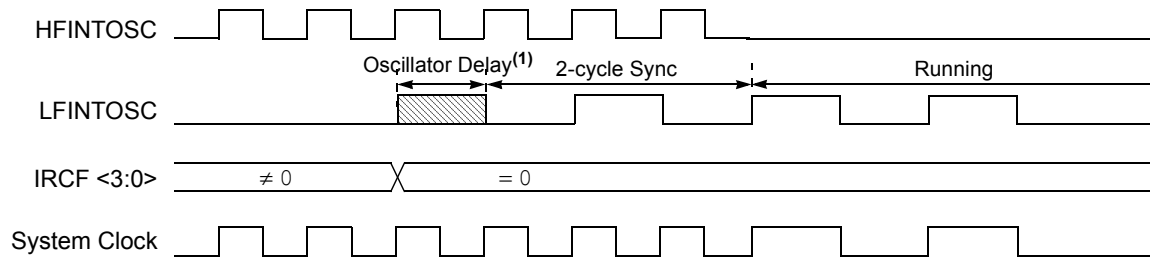 HFINTOSC
Oscillator Delay(1) 2-cycle Sync Running
LFINTOSC
IRCF <3:0> ≠ 0 = 0
System Clock